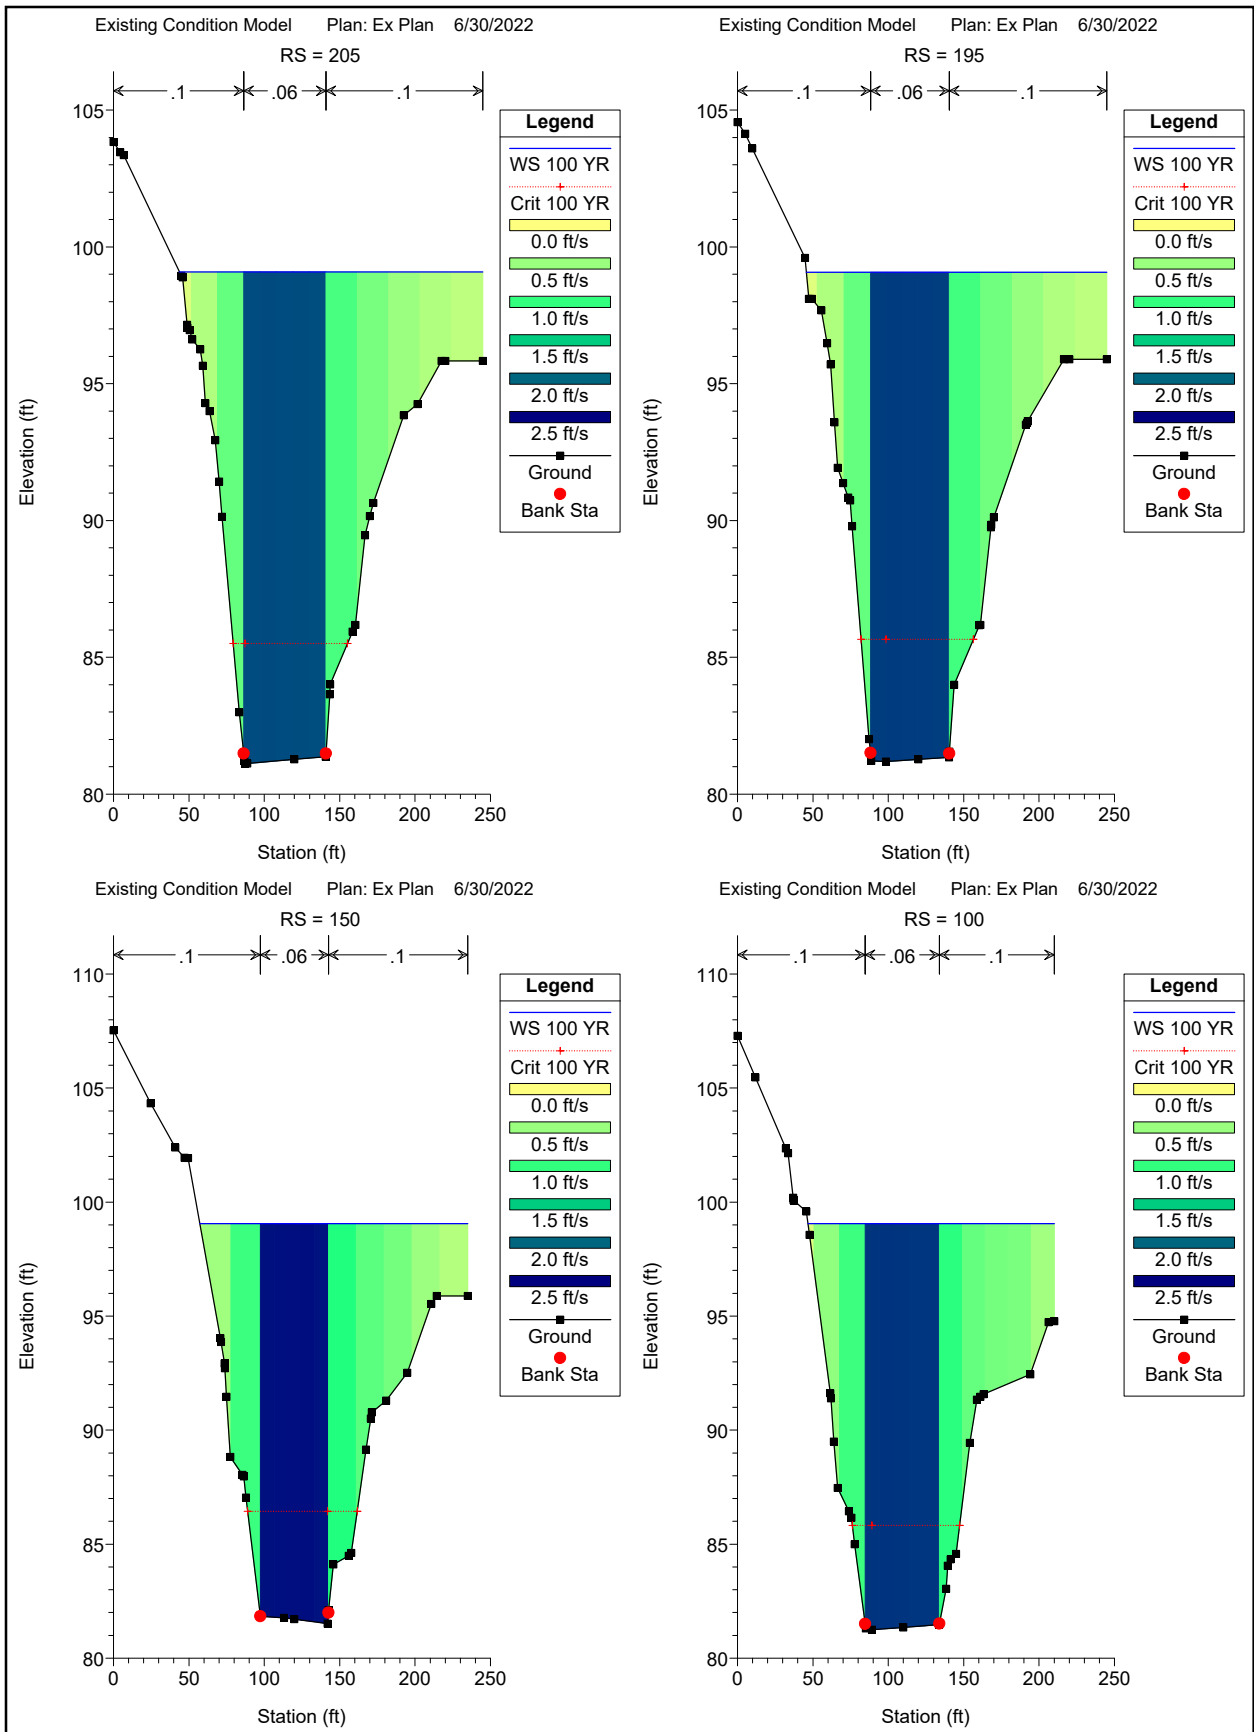 Existing Condition Model Plan: Ex Plan 6/30/2022
RS = 205
.1 .06 .1
105
100
95
90
85
80
Elevation (ft)
0 50 100 150 200 250
Station (ft)
Legend
WS 100 YR
Crit 100 YR
0.0 ft/s
0.5 ft/s
1.0 ft/s
1.5 ft/s
2.0 ft/s
2.5 ft/s
Ground
Bank Sta
Existing Condition Model Plan: Ex Plan 6/30/2022
RS = 195
.1 .06 .1
105
100
95
90
85
80
Elevation (ft)
0 50 100 150 200 250
Station (ft)
Legend
WS 100 YR
Crit 100 YR
0.0 ft/s
0.5 ft/s
1.0 ft/s
1.5 ft/s
2.0 ft/s
2.5 ft/s
Ground
Bank Sta
Existing Condition Model Plan: Ex Plan 6/30/2022
RS = 150
.1 .06 .1
110
105
100
95
90
85
80
Elevation (ft)
0 50 100 150 200 250
Station (ft)
Legend
WS 100 YR
Crit 100 YR
0.0 ft/s
0.5 ft/s
1.0 ft/s
1.5 ft/s
2.0 ft/s
2.5 ft/s
Ground
Bank Sta
Existing Condition Model Plan: Ex Plan 6/30/2022
RS = 100
.1 .06 .1
110
105
100
95
90
85
80
Elevation (ft)
0 50 100 150 200 250
Station (ft)
Legend
WS 100 YR
Crit 100 YR
0.0 ft/s
0.5 ft/s
1.0 ft/s
1.5 ft/s
2.0 ft/s
2.5 ft/s
Ground
Bank Sta